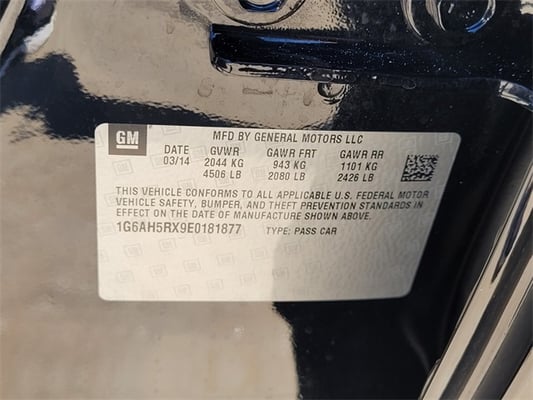 GM
MFD BY GENERAL MOTORS LLC
DATE GVWR GAWR FRT GAWR RR
03/14 2044 KG 943 KG 1101 KG
4506 LB 2080 LB 2426 LB
THIS VEHICLE CONFORMS TO ALL APPLICABLE U.S. FEDERAL MOTOR
VEHICLE SAFETY, BUMPER, AND THEFT PREVENTION STANDARDS IN
EFFECT ON THE DATE OF MANUFACTURE SHOWN ABOVE.
1G6AH5RX9E0181877 TYPE: PASS CAR